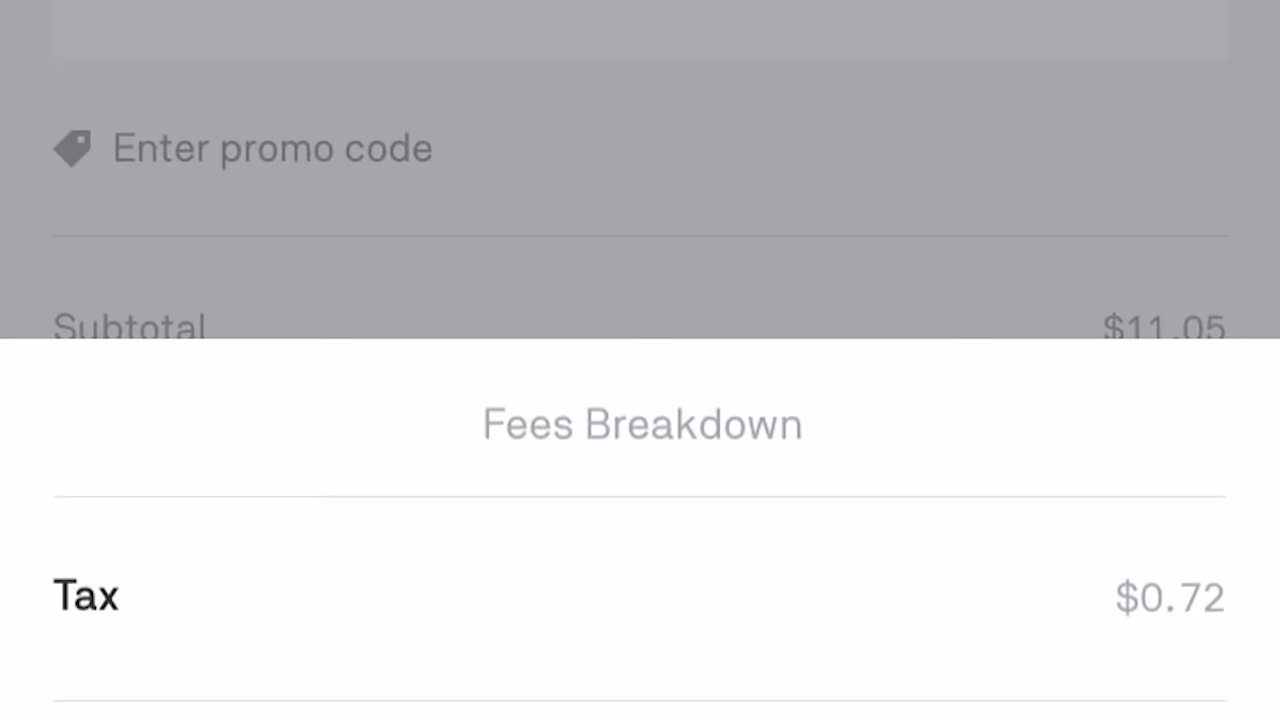 Enter promo code
Subtotal $11.05
Fees Breakdown
Tax $0.72